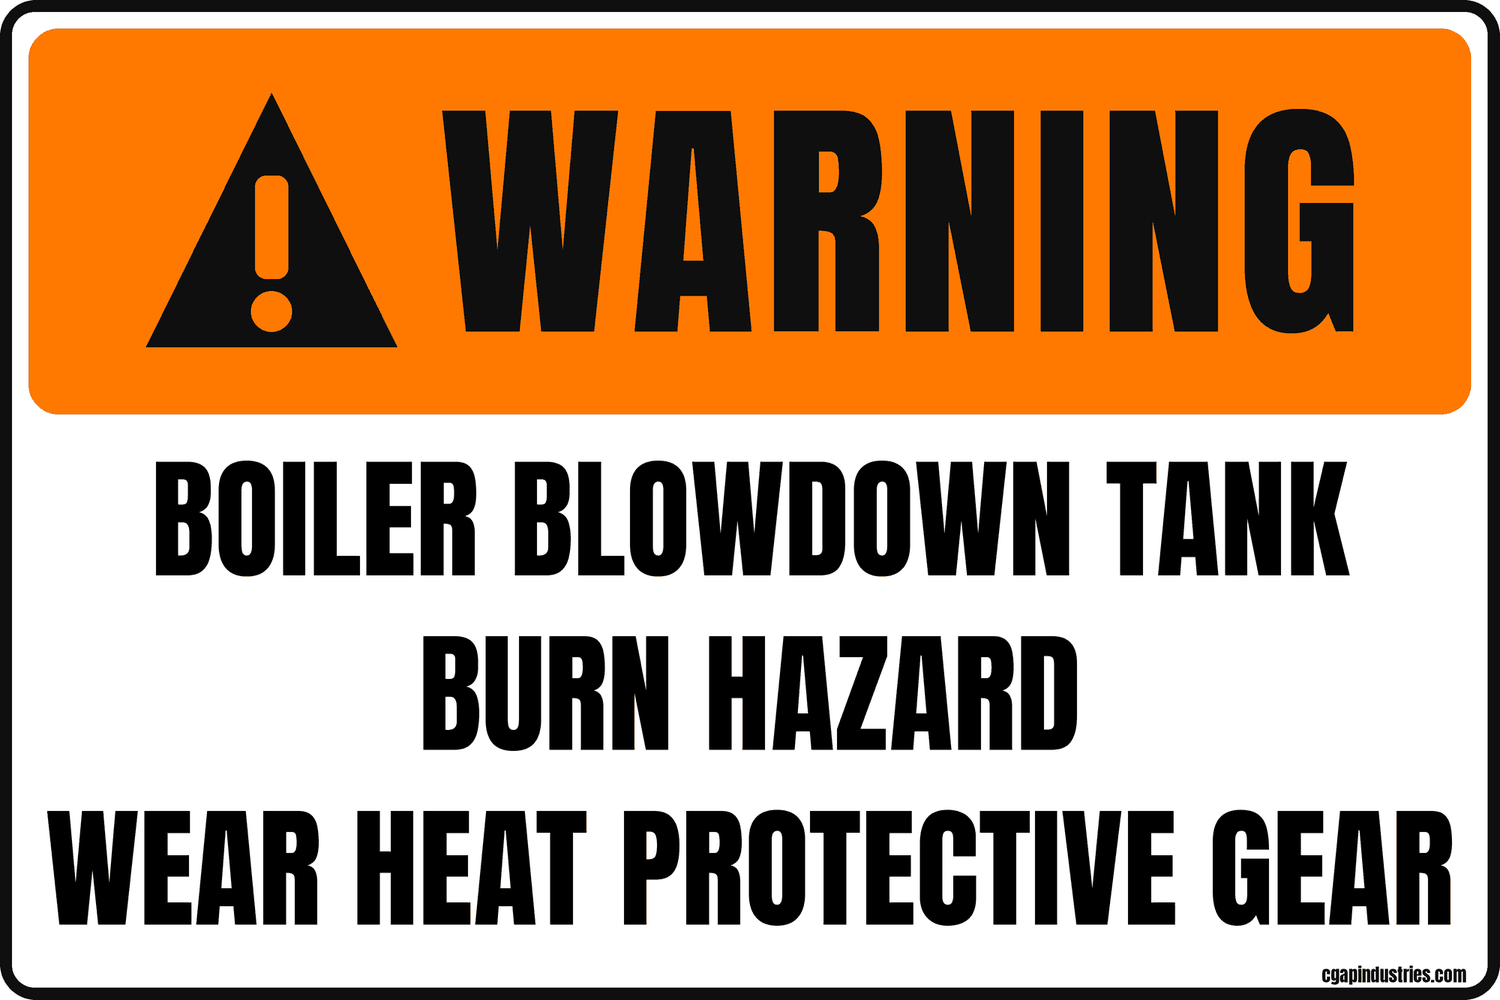 WARNING
BOILER BLOWDOWN TANK
BURN HAZARD
WEAR HEAT PROTECTIVE GEAR
cgapindustries.com